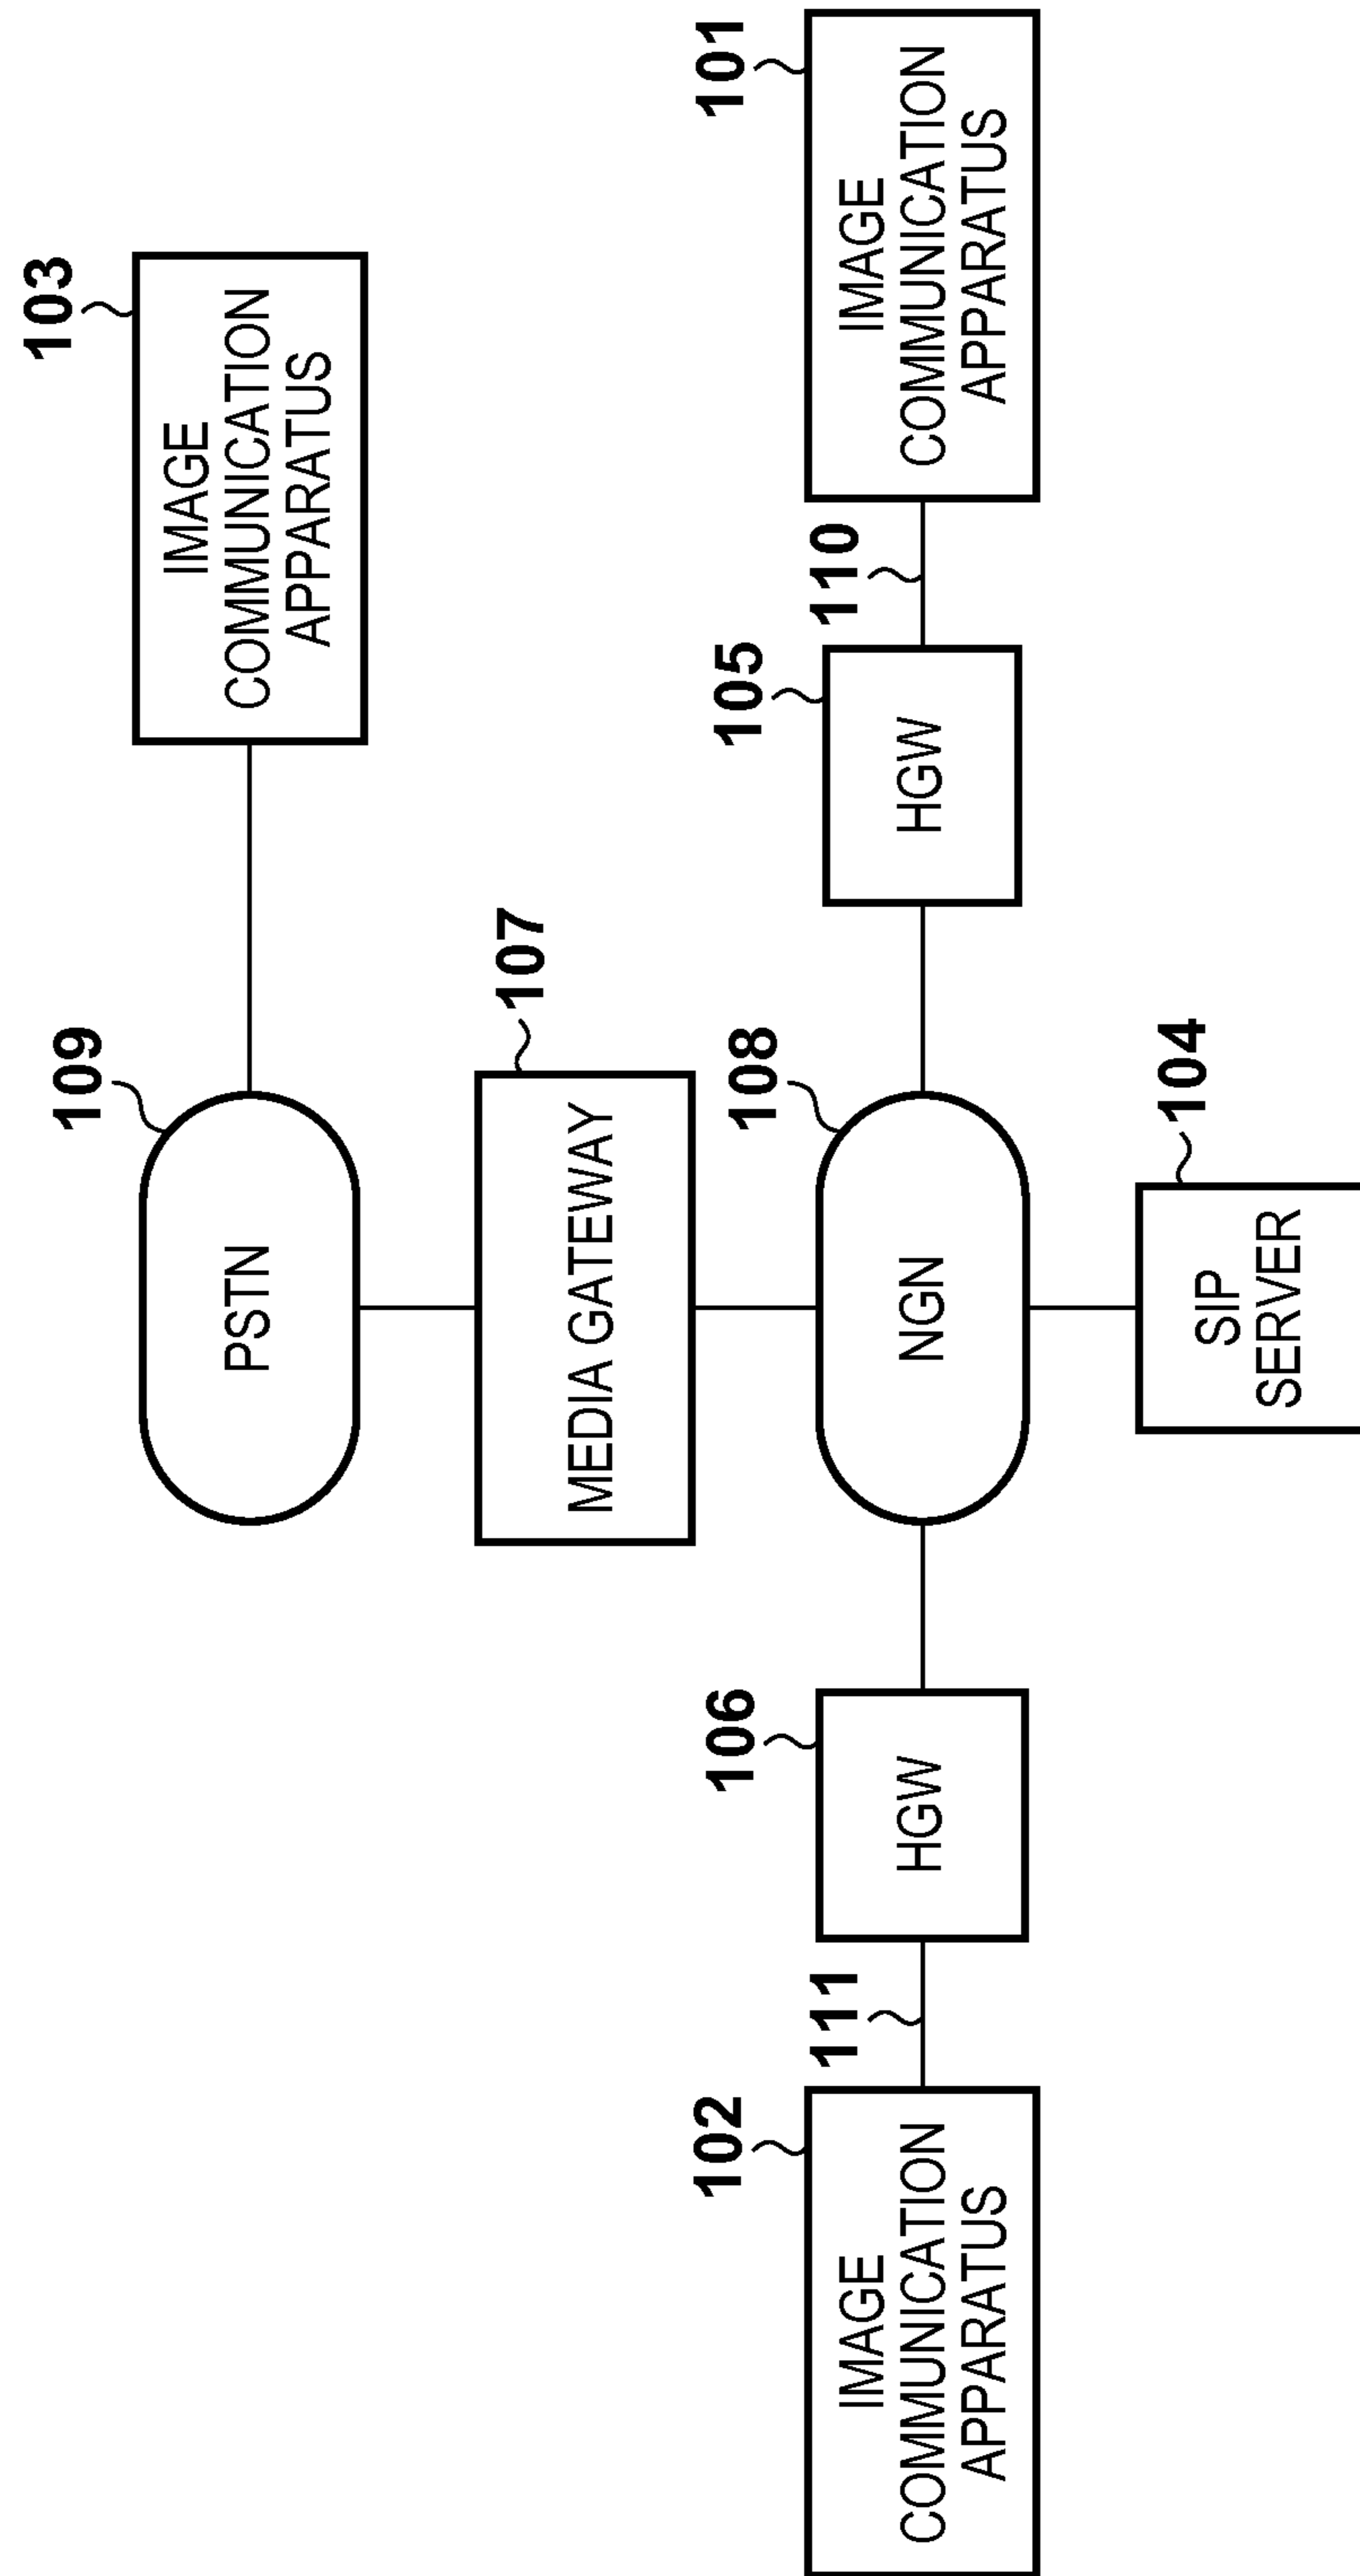 109
PSTN
103
IMAGE
COMMUNICATION
APPARATUS
107
MEDIA GATEWAY
102
IMAGE
COMMUNICATION
APPARATUS
111
106
HGW
108
NGN
105
HGW
110
101
IMAGE
COMMUNICATION
APPARATUS
104
SIP
SERVER